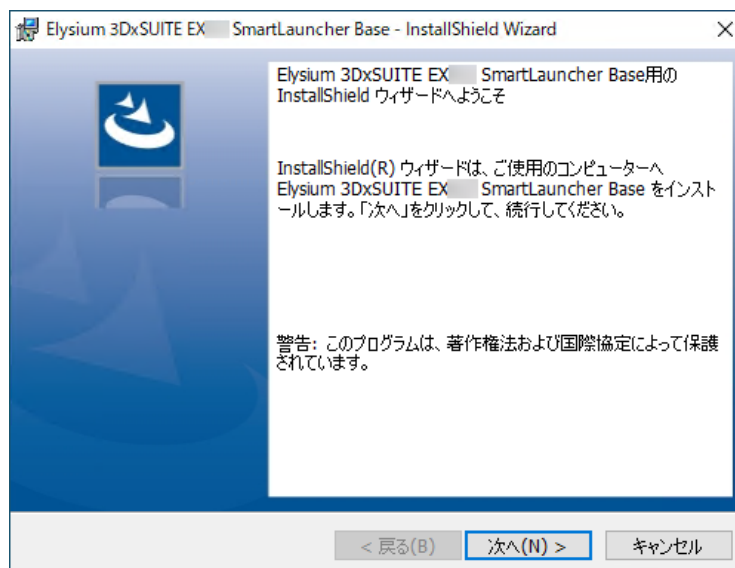 Elysium 3DxSUITE EX SmartLauncher Base - InstallShield Wizard
Elysium 3DxSUITE EX SmartLauncher Base用の
InstallShield ウィザードへようこそ
InstallShield(R) ウィザードは、ご使用のコンピューターへ
Elysium 3DxSUITE EX SmartLauncher Base をインスト
ールします。「次へ」をクリックして、続行してください。
警告: このプログラムは、著作権法および国際協定によって保護
されています。
< 戻る(B)
次へ(N) >
キャンセル